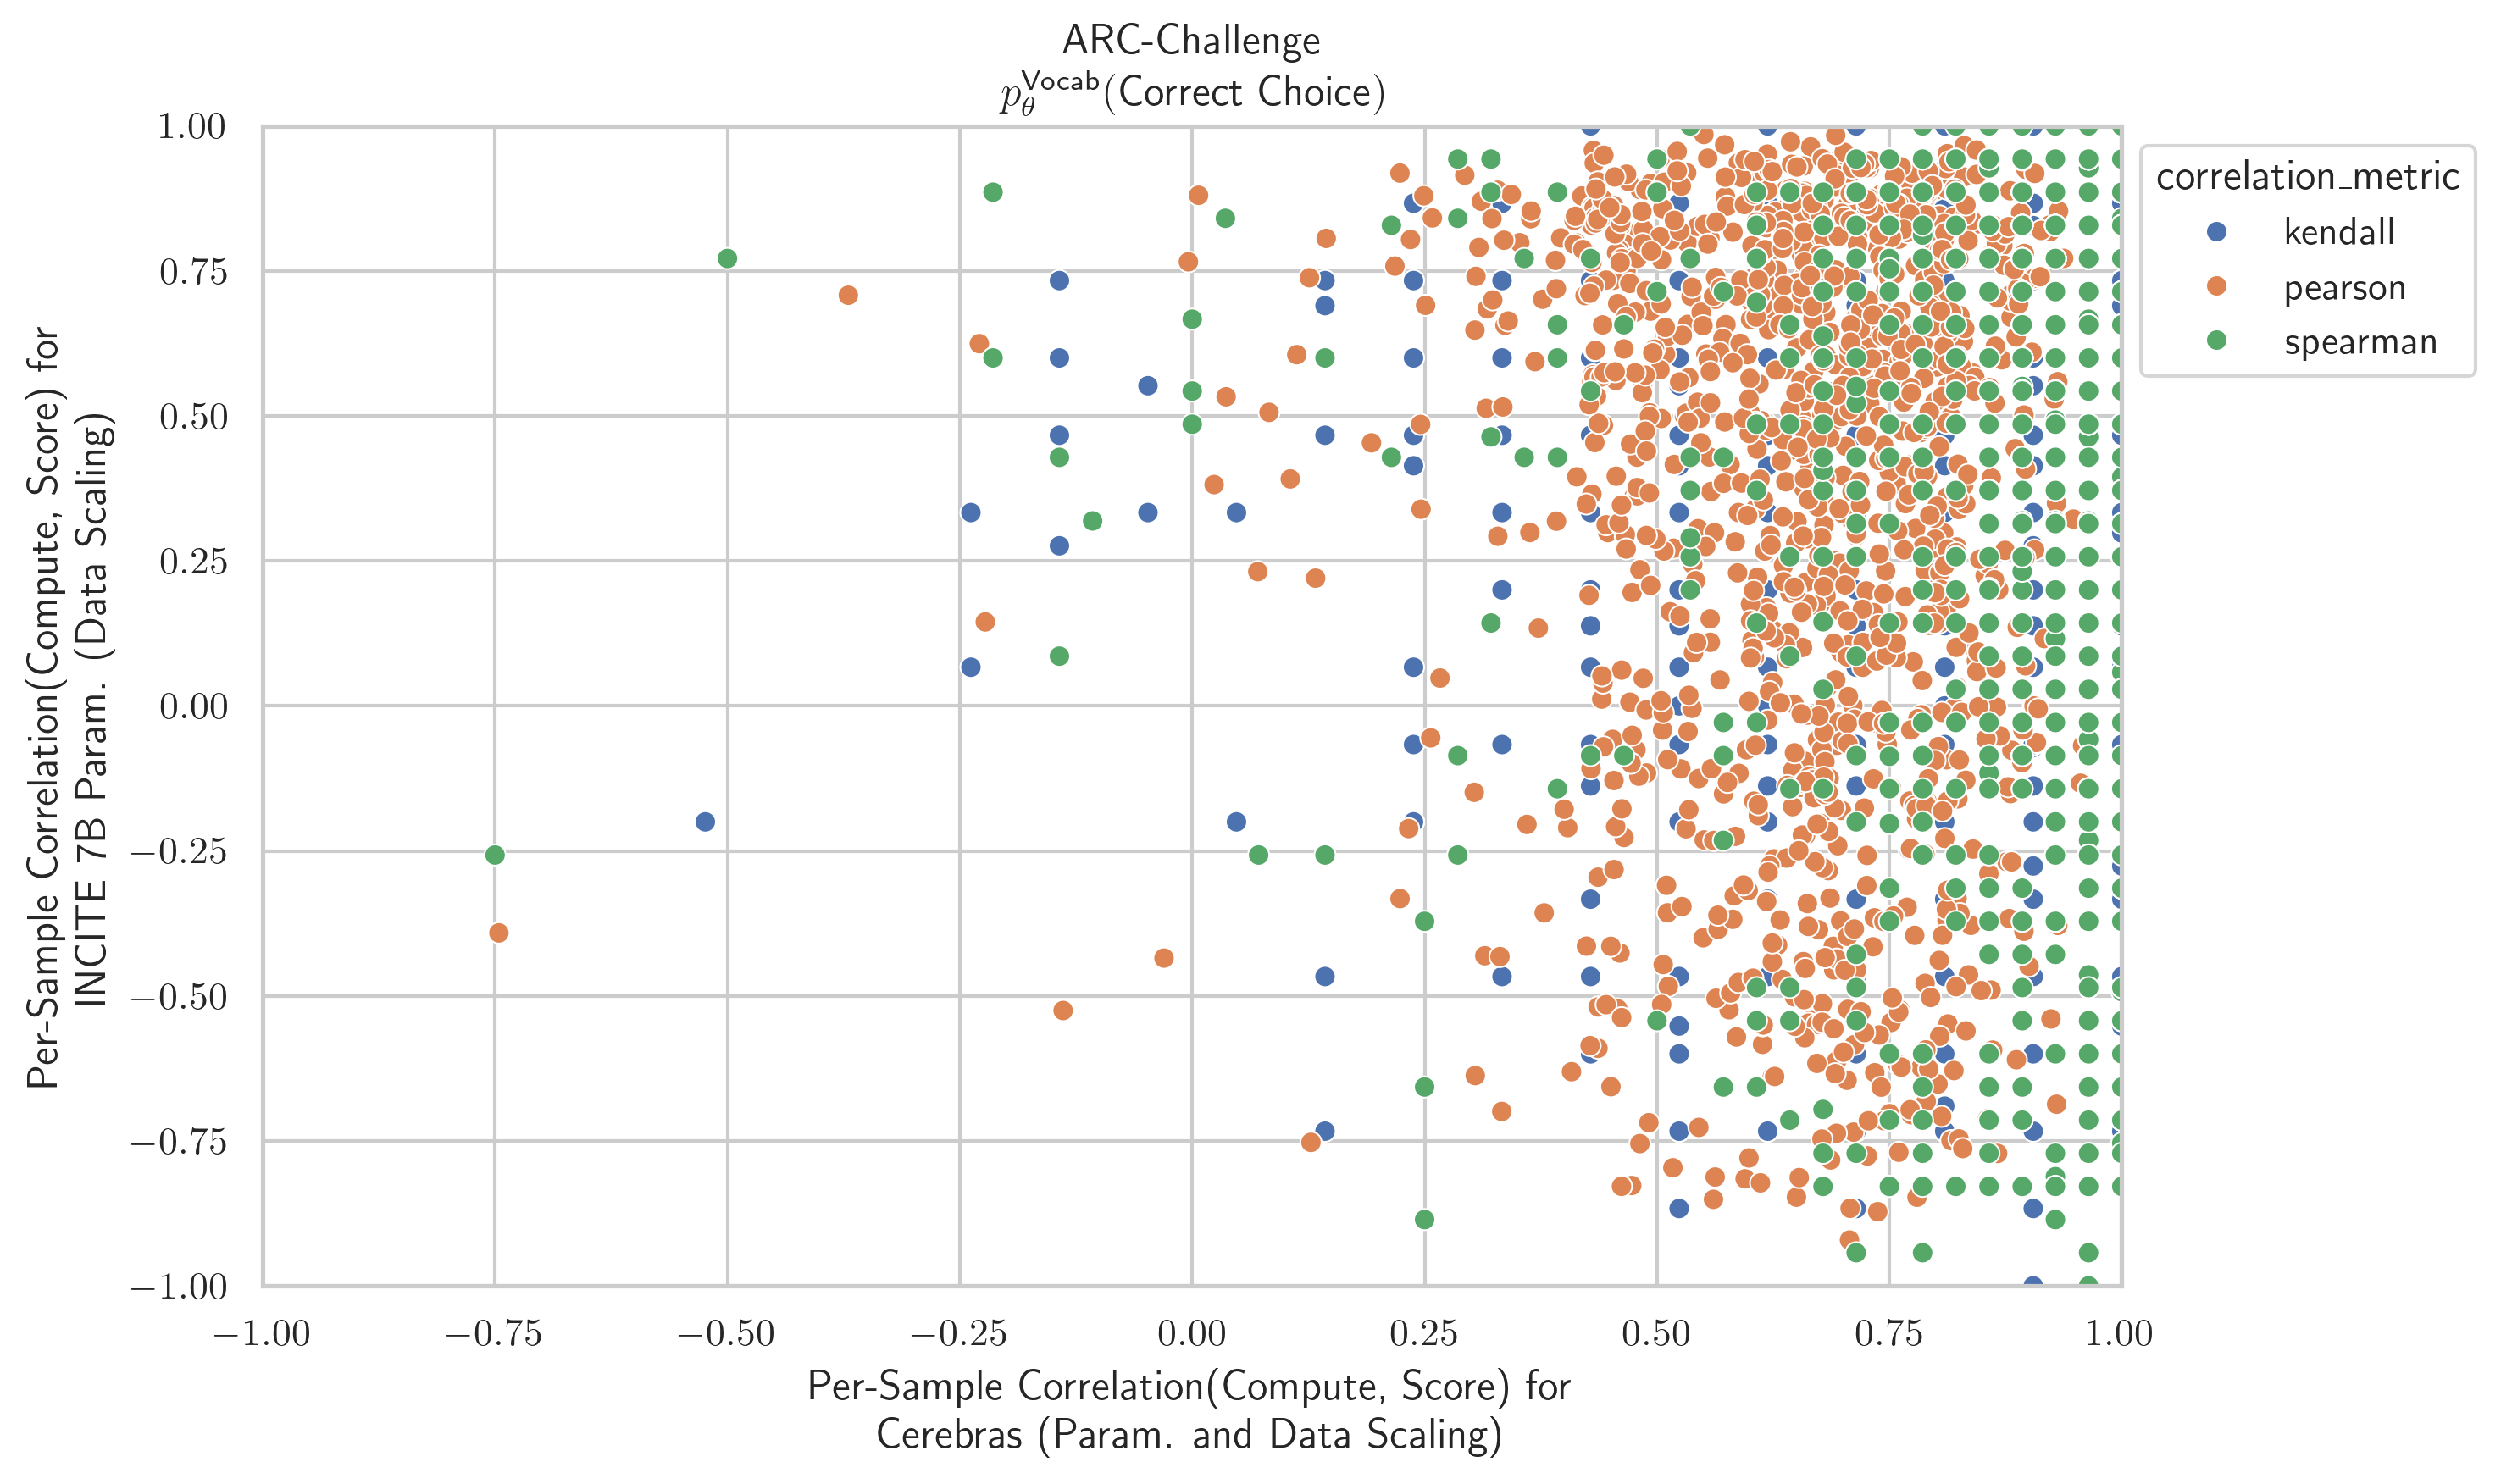 ARC-Challenge
p_θ^Vocab(Correct Choice)
Per-Sample Correlation(Compute, Score) for
INCITE 7B Param. (Data Scaling)
1.00
0.75
0.50
0.25
0.00
−0.25
−0.50
−0.75
−1.00
−1.00
−0.75
−0.50
−0.25
0.00
0.25
0.50
0.75
1.00
Per-Sample Correlation(Compute, Score) for
Cerebras (Param. and Data Scaling)
correlation_metric
kendall
pearson
spearman